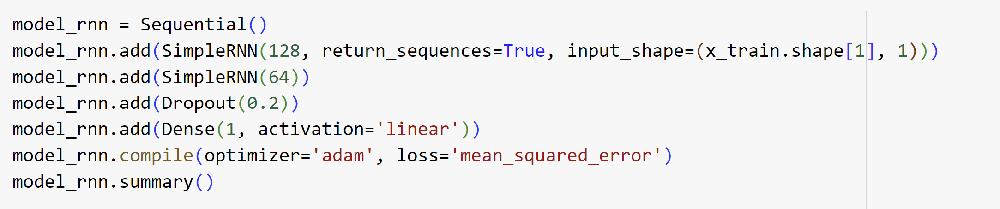 model_rnn = Sequential()
model_rnn.add(SimpleRNN(128, return_sequences=True, input_shape=(x_train.shape[1], 1)))
model_rnn.add(SimpleRNN(64))
model_rnn.add(Dropout(0.2))
model_rnn.add(Dense(1, activation='linear'))
model_rnn.compile(optimizer='adam', loss='mean_squared_error')
model_rnn.summary()